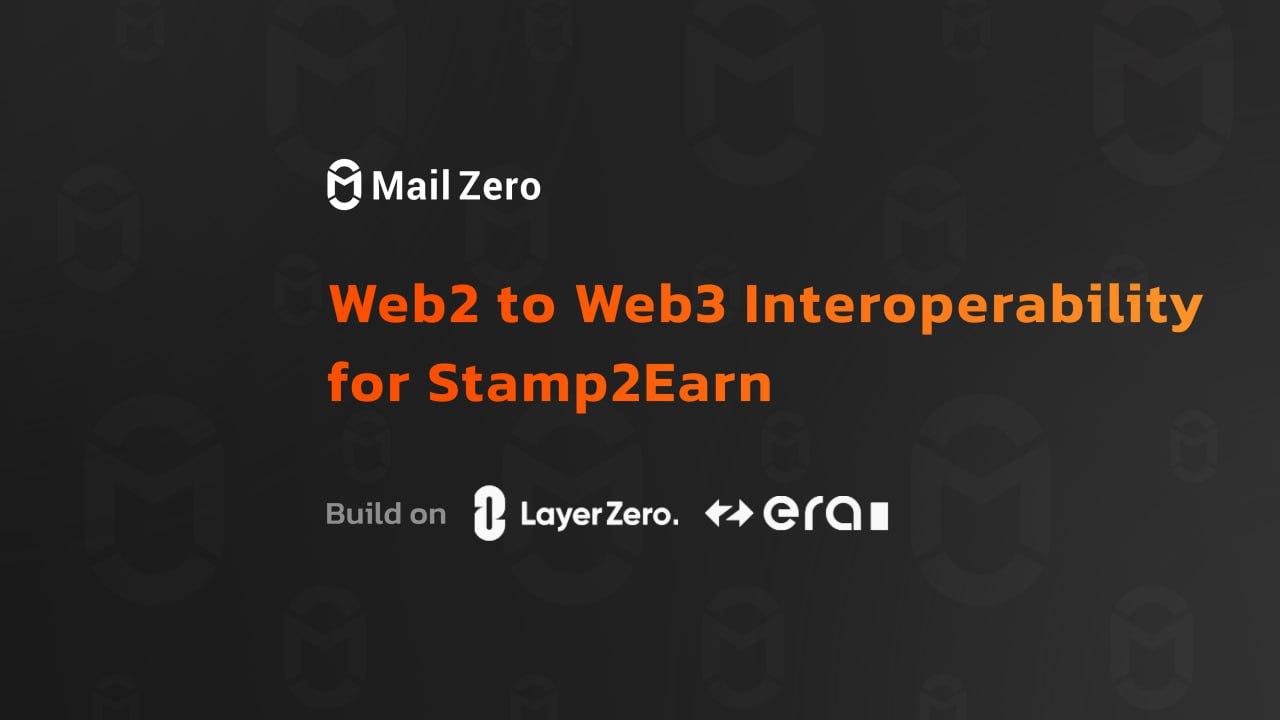 Mail Zero
Web2 to Web3 Interoperability
for Stamp2Earn
Build on LayerZero. era